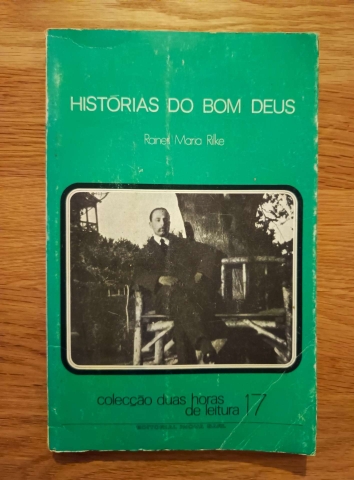 HISTÓRIAS DO BOM DEUS
Rainer Maria Rilke
colecção duas horas
de leitura 17